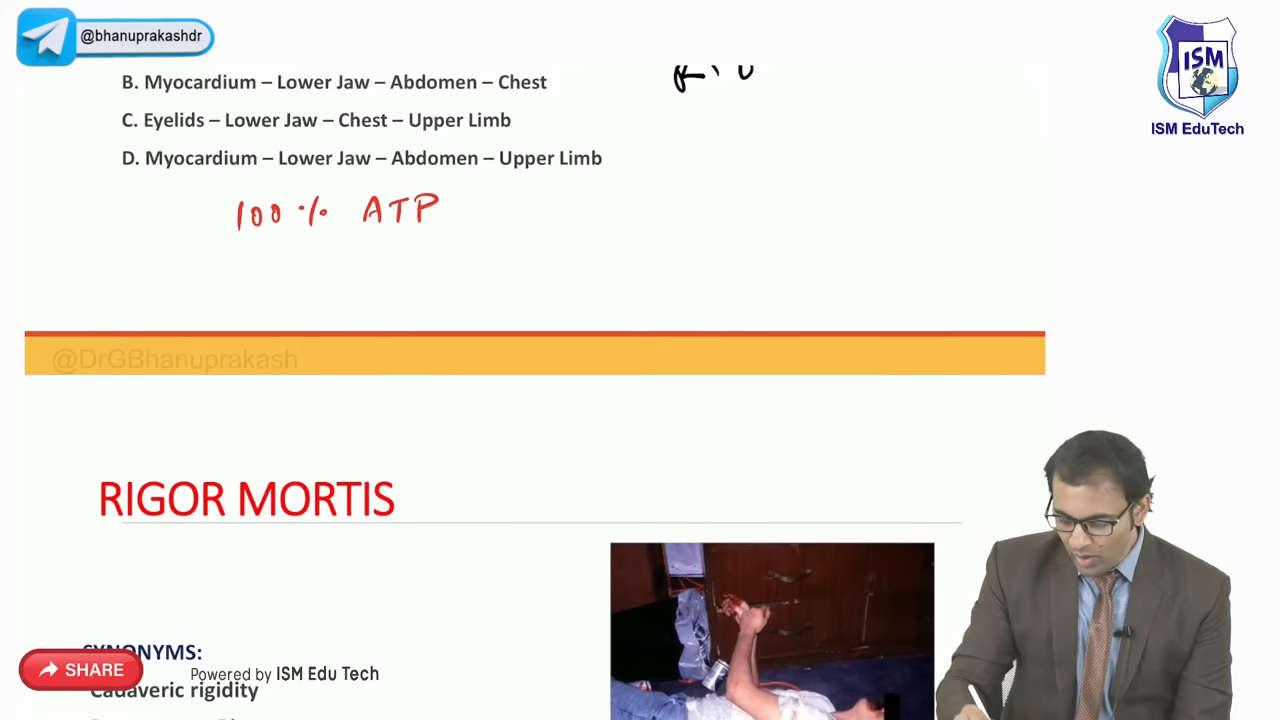 @bhanuprakashdr
ISM
ISM EduTech
B. Myocardium – Lower Jaw – Abdomen – Chest
C. Eyelids – Lower Jaw – Chest – Upper Limb
D. Myocardium – Lower Jaw – Abdomen – Upper Limb
100 % ATP
@DrGBhanuprakash
RIGOR MORTIS
SYNONYMS:
SHARE
Powered by ISM Edu Tech
Cadaveric rigidity